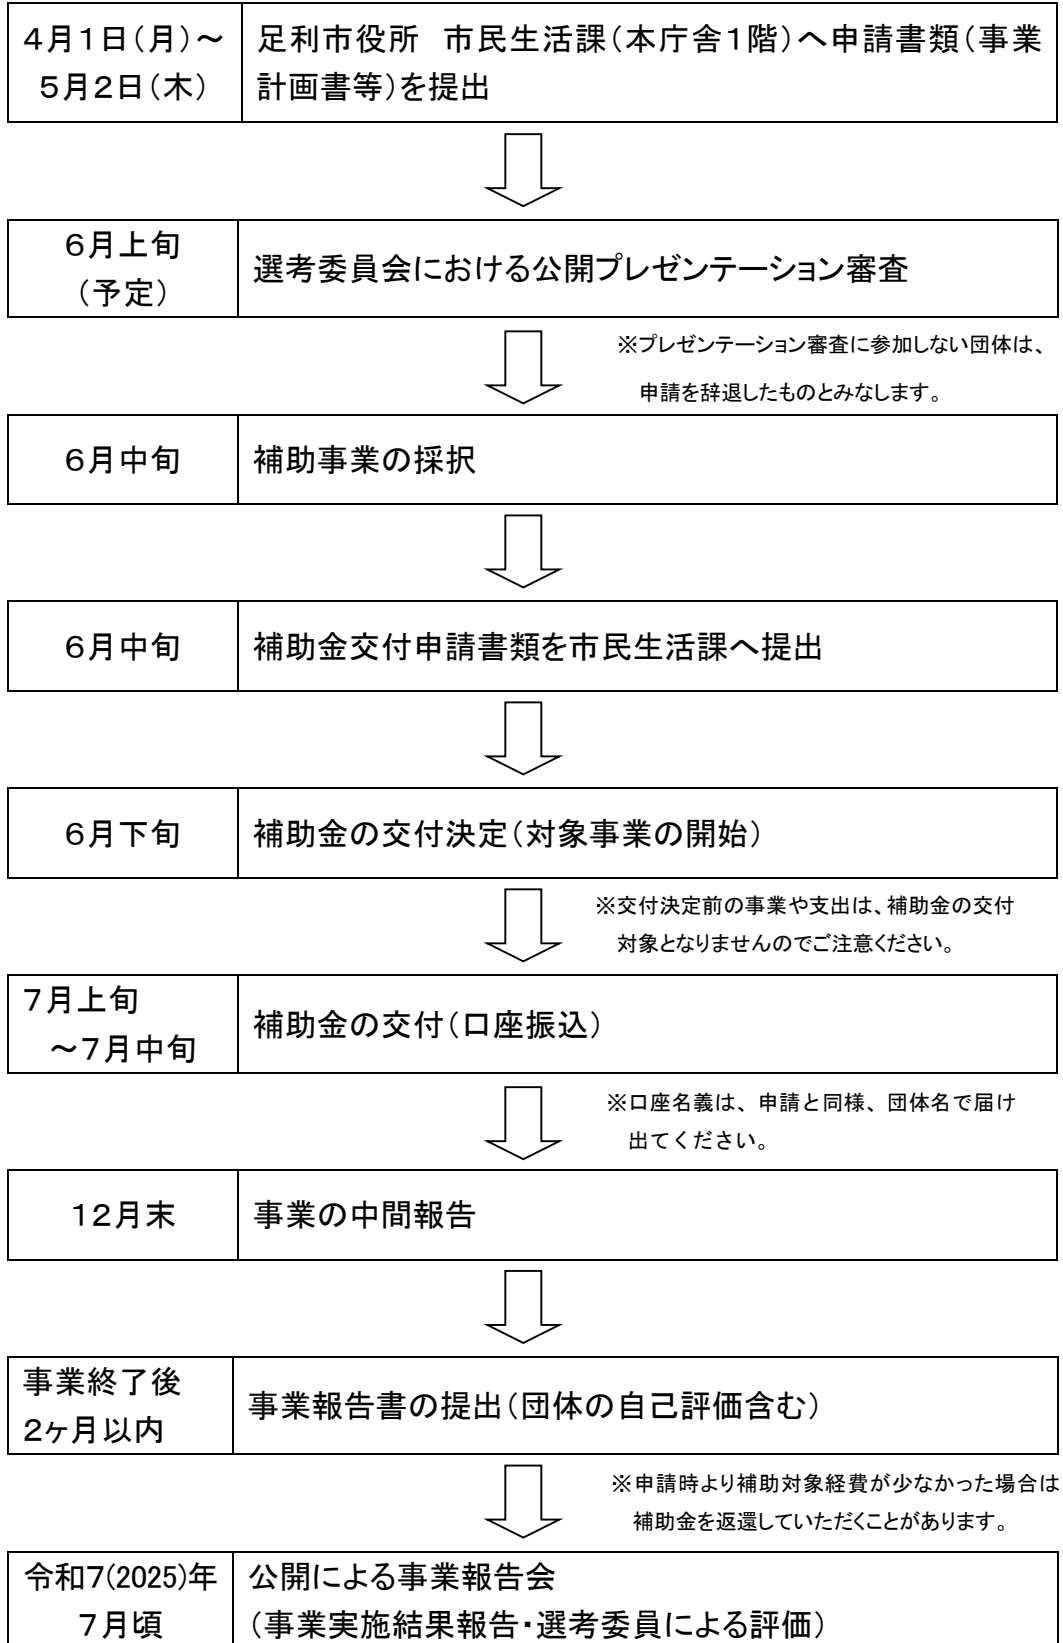 ４月１日（月）～
５月２日（木）
足利市役所　市民生活課（本庁舎１階）へ申請書類（事業
計画書等）を提出
６月上旬
（予定）
選考委員会における公開プレゼンテーション審査
※プレゼンテーション審査に参加しない団体は、
申請を辞退したものとみなします。
６月中旬
補助事業の採択
６月中旬
補助金交付申請書類を市民生活課へ提出
６月下旬
補助金の交付決定（対象事業の開始）
※交付決定前の事業や支出は、補助金の交付
対象となりませんのでご注意ください。
７月上旬
～７月中旬
補助金の交付（口座振込）
※口座名義は、申請と同様、団体名で届け
出てください。
１２月末
事業の中間報告
事業終了後
２ヶ月以内
事業報告書の提出（団体の自己評価含む）
※申請時より補助対象経費が少なかった場合は
補助金を返還していただくことがあります。
令和７(2025)年
７月頃
公開による事業報告会
（事業実施結果報告・選考委員による評価）